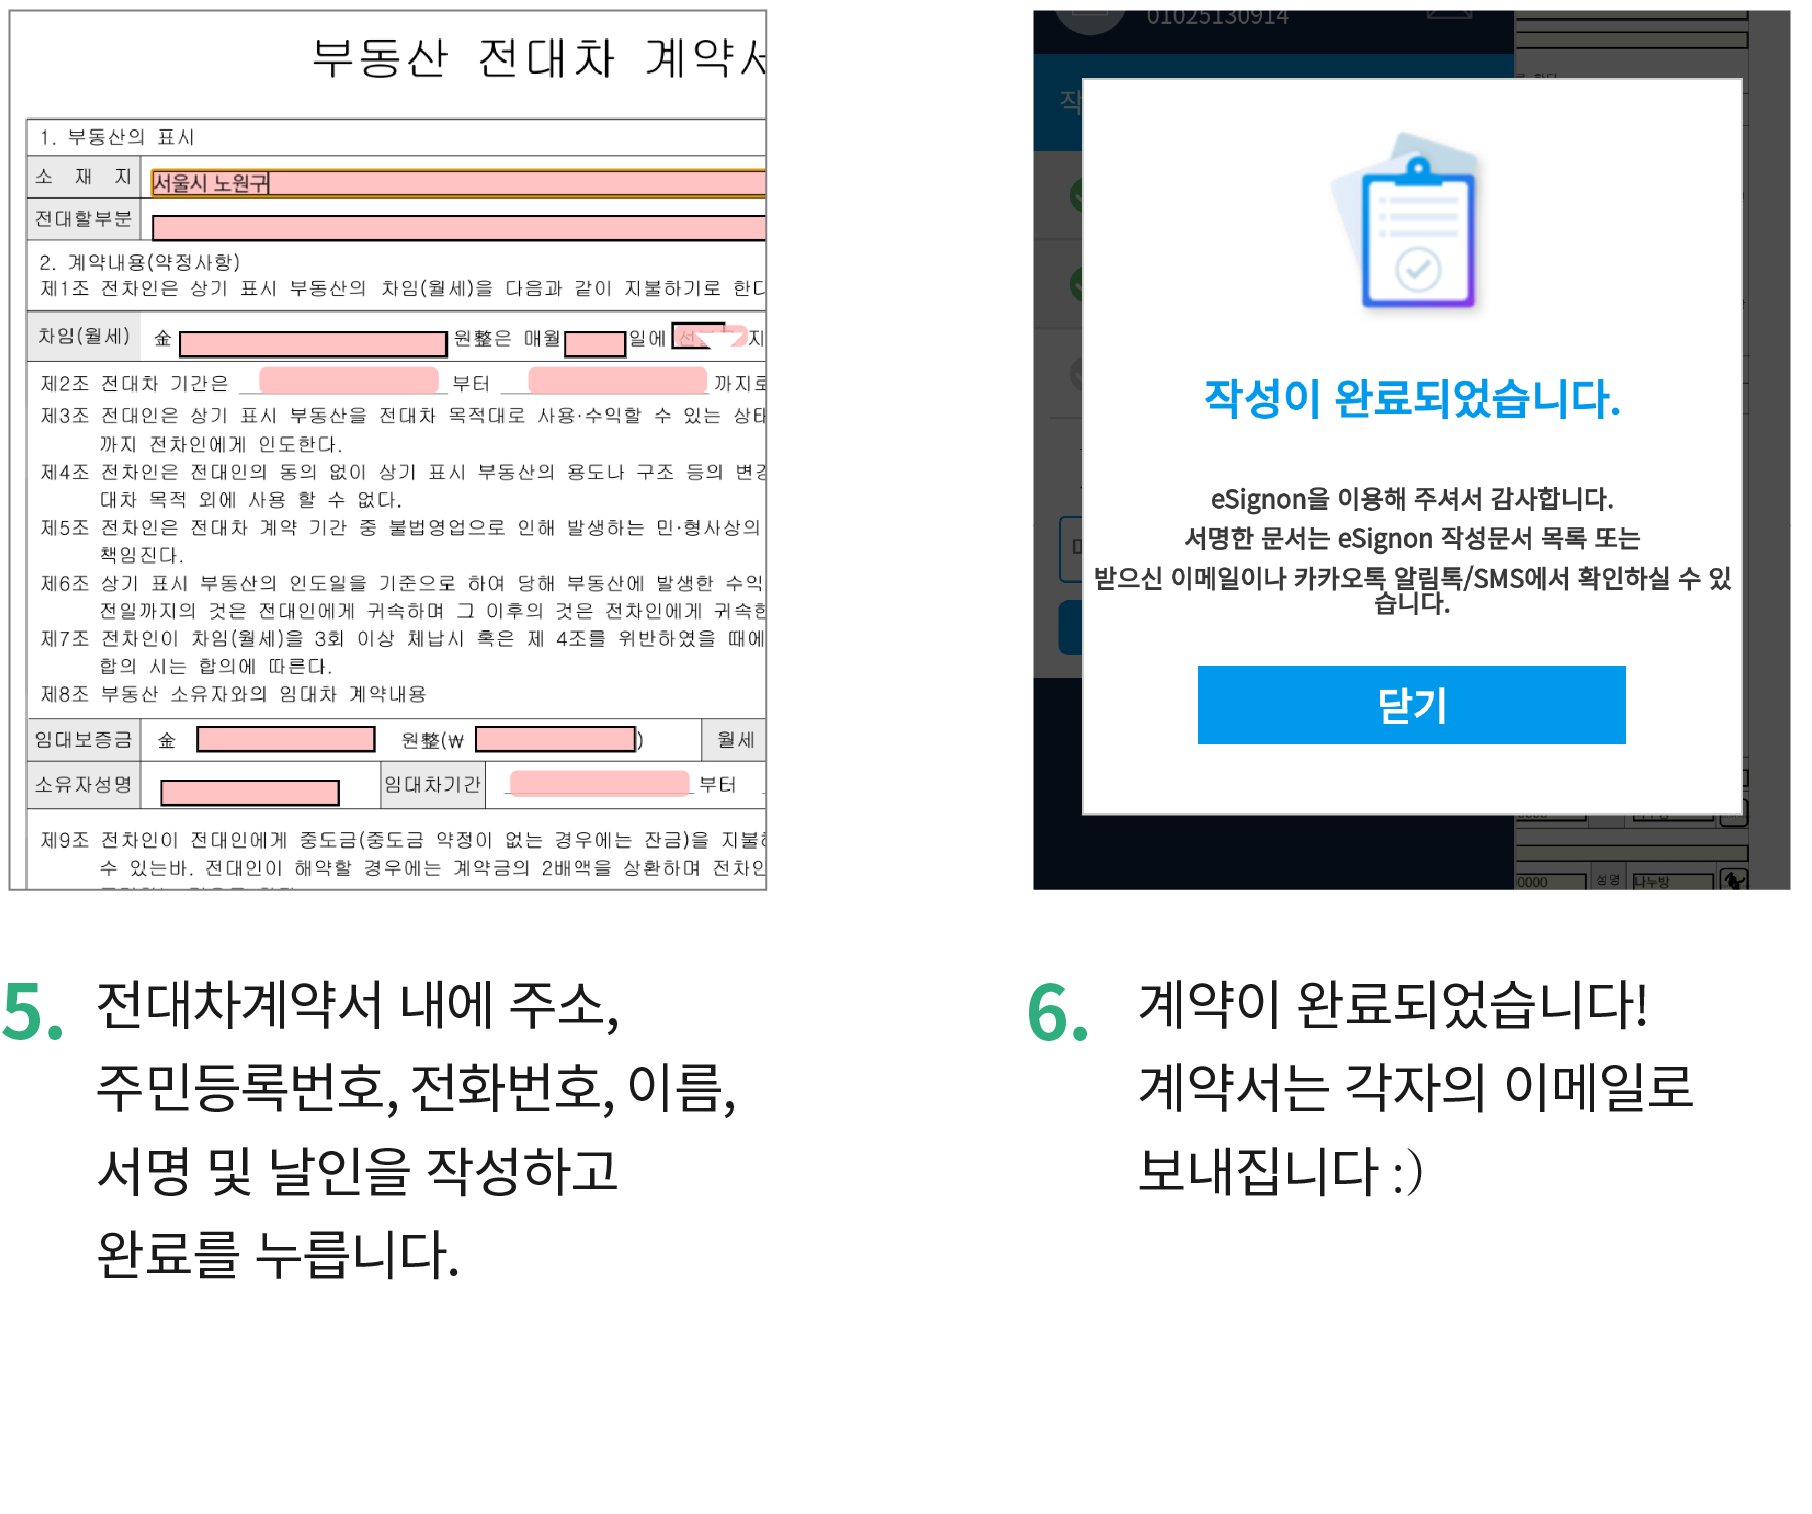 부동산 전대차 계약서
1. 부동산의 표시
소 재 지 서울시 노원구
전대할부분
2. 계약내용(약정사항)
제1조 전차인은 상기 표시 부동산의 차임(월세)을 다음과 같이 지불하기로 한다
차임(월세) 金 원整은 매월 일에 지
제2조 전대차 기간은 부터 까지로
제3조 전대인은 상기 표시 부동산을 전대차 목적대로 사용·수익할 수 있는 상태
까지 전차인에게 인도한다.
제4조 전차인은 전대인의 동의 없이 상기 표시 부동산의 용도나 구조 등의 변경
대차 목적 외에 사용 할 수 없다.
제5조 전차인은 전대차 계약 기간 중 불법영업으로 인해 발생하는 민·형사상의
책임진다.
제6조 상기 표시 부동산의 인도일을 기준으로 하여 당해 부동산에 발생한 수익
전일까지의 것은 전대인에게 귀속하며 그 이후의 것은 전차인에게 귀속한
제7조 전차인이 차임(월세)을 3회 이상 체납시 혹은 제 4조를 위반하였을 때에
합의 시는 합의에 따른다.
제8조 부동산 소유자와의 임대차 계약내용
임대보증금 金 원整(₩ ) 월세
소유자성명 임대차기간 부터
제9조 전차인이 전대인에게 중도금(중도금 약정이 없는 경우에는 잔금)을 지불하
수 있는바. 전대인이 해약할 경우에는 계약금의 2배액을 상환하며 전차인
01025130914
작성이 완료되었습니다.
eSignon을 이용해 주셔서 감사합니다.
서명한 문서는 eSignon 작성문서 목록 또는
받으신 이메일이나 카카오톡 알림톡/SMS에서 확인하실 수 있
습니다.
닫기
0000 성명 나누방
5. 전대차계약서 내에 주소,
주민등록번호, 전화번호, 이름,
서명 및 날인을 작성하고
완료를 누릅니다.
6. 계약이 완료되었습니다!
계약서는 각자의 이메일로
보내집니다 :)